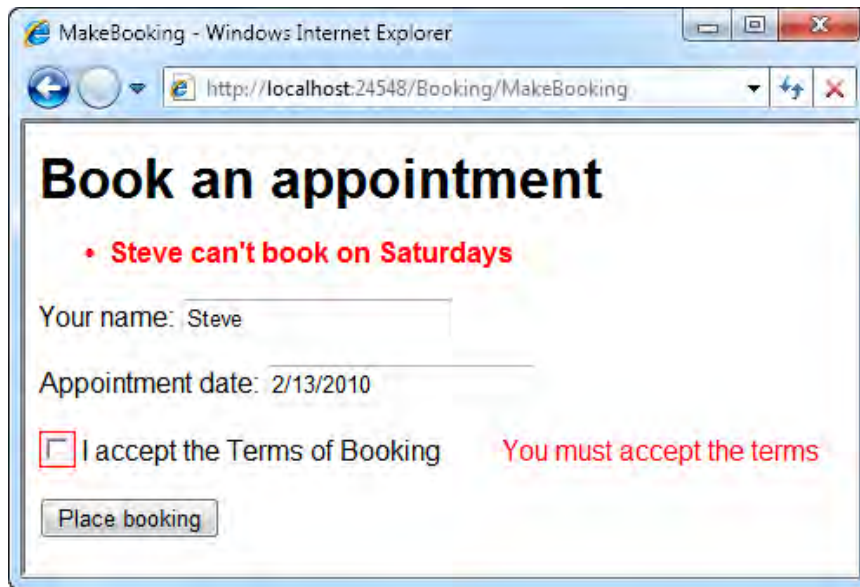 MakeBooking - Windows Internet Explorer
http://localhost:24548/Booking/MakeBooking
Book an appointment
• Steve can't book on Saturdays
Your name: Steve
Appointment date: 2/13/2010
I accept the Terms of Booking You must accept the terms
Place booking